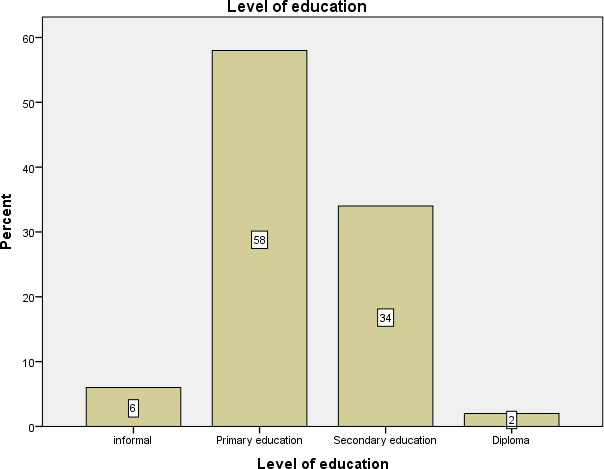 Level of education
Percent
60
50
40
30
20
10
0
6
58
34
2
informal
Primary education
Secondary education
Diploma
Level of education